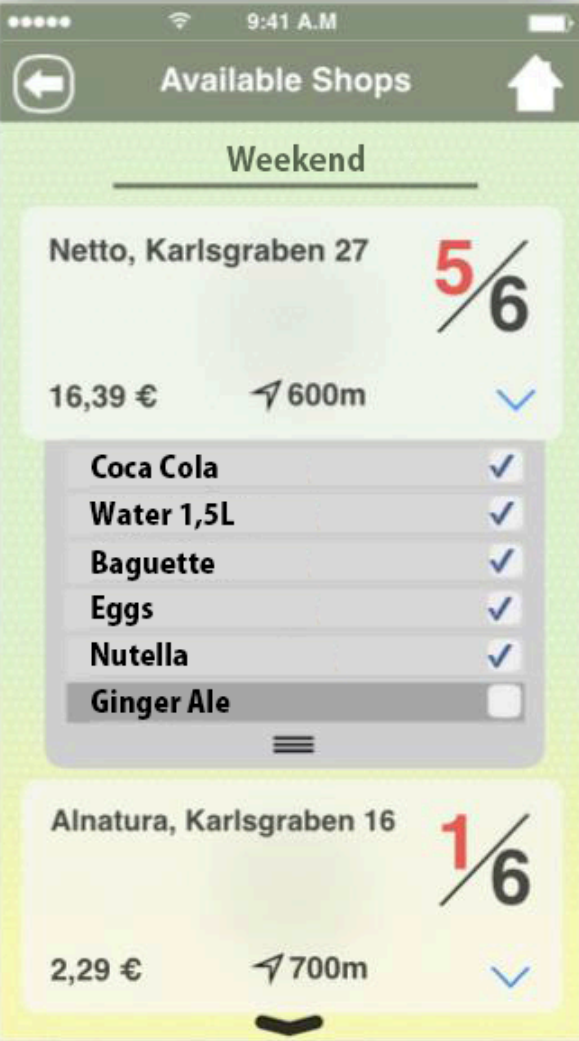 9:41 A.M
Available Shops
Weekend
Netto, Karlsgraben 27
5/6
16,39 € 600m
Coca Cola
Water 1,5L
Baguette
Eggs
Nutella
Ginger Ale
Alnatura, Karlsgraben 16
1/6
2,29 € 700m